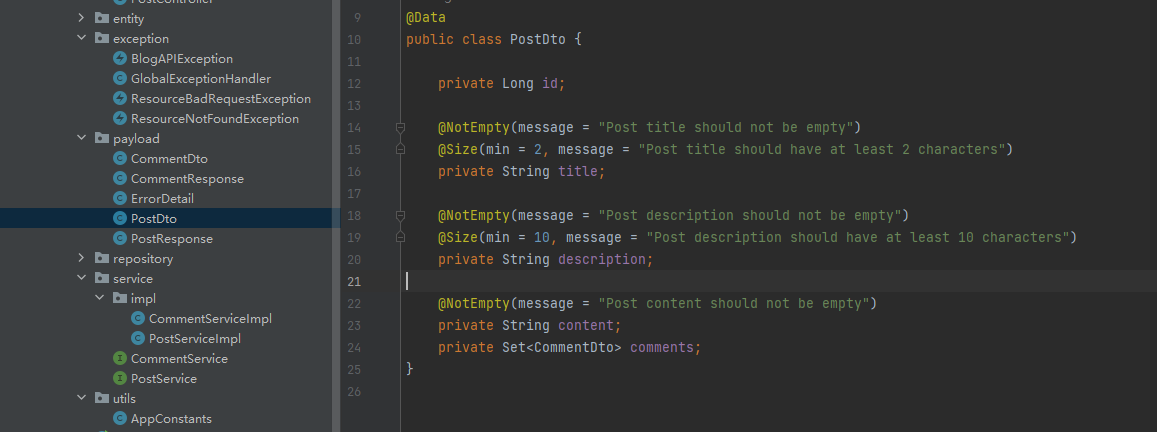 entity
exception
BlogAPIException
GlobalExceptionHandler
ResourceBadRequestException
ResourceNotFoundException
payload
CommentDto
CommentResponse
ErrorDetail
PostDto
PostResponse
repository
service
impl
CommentServiceImpl
PostServiceImpl
CommentService
PostService
utils
AppConstants
9 @Data
10 public class PostDto {
11
12 private Long id;
13
14 @NotEmpty(message = "Post title should not be empty")
15 @Size(min = 2, message = "Post title should have at least 2 characters")
16 private String title;
17
18 @NotEmpty(message = "Post description should not be empty")
19 @Size(min = 10, message = "Post description should have at least 10 characters")
20 private String description;
21
22 @NotEmpty(message = "Post content should not be empty")
23 private String content;
24 private Set<CommentDto> comments;
25 }
26